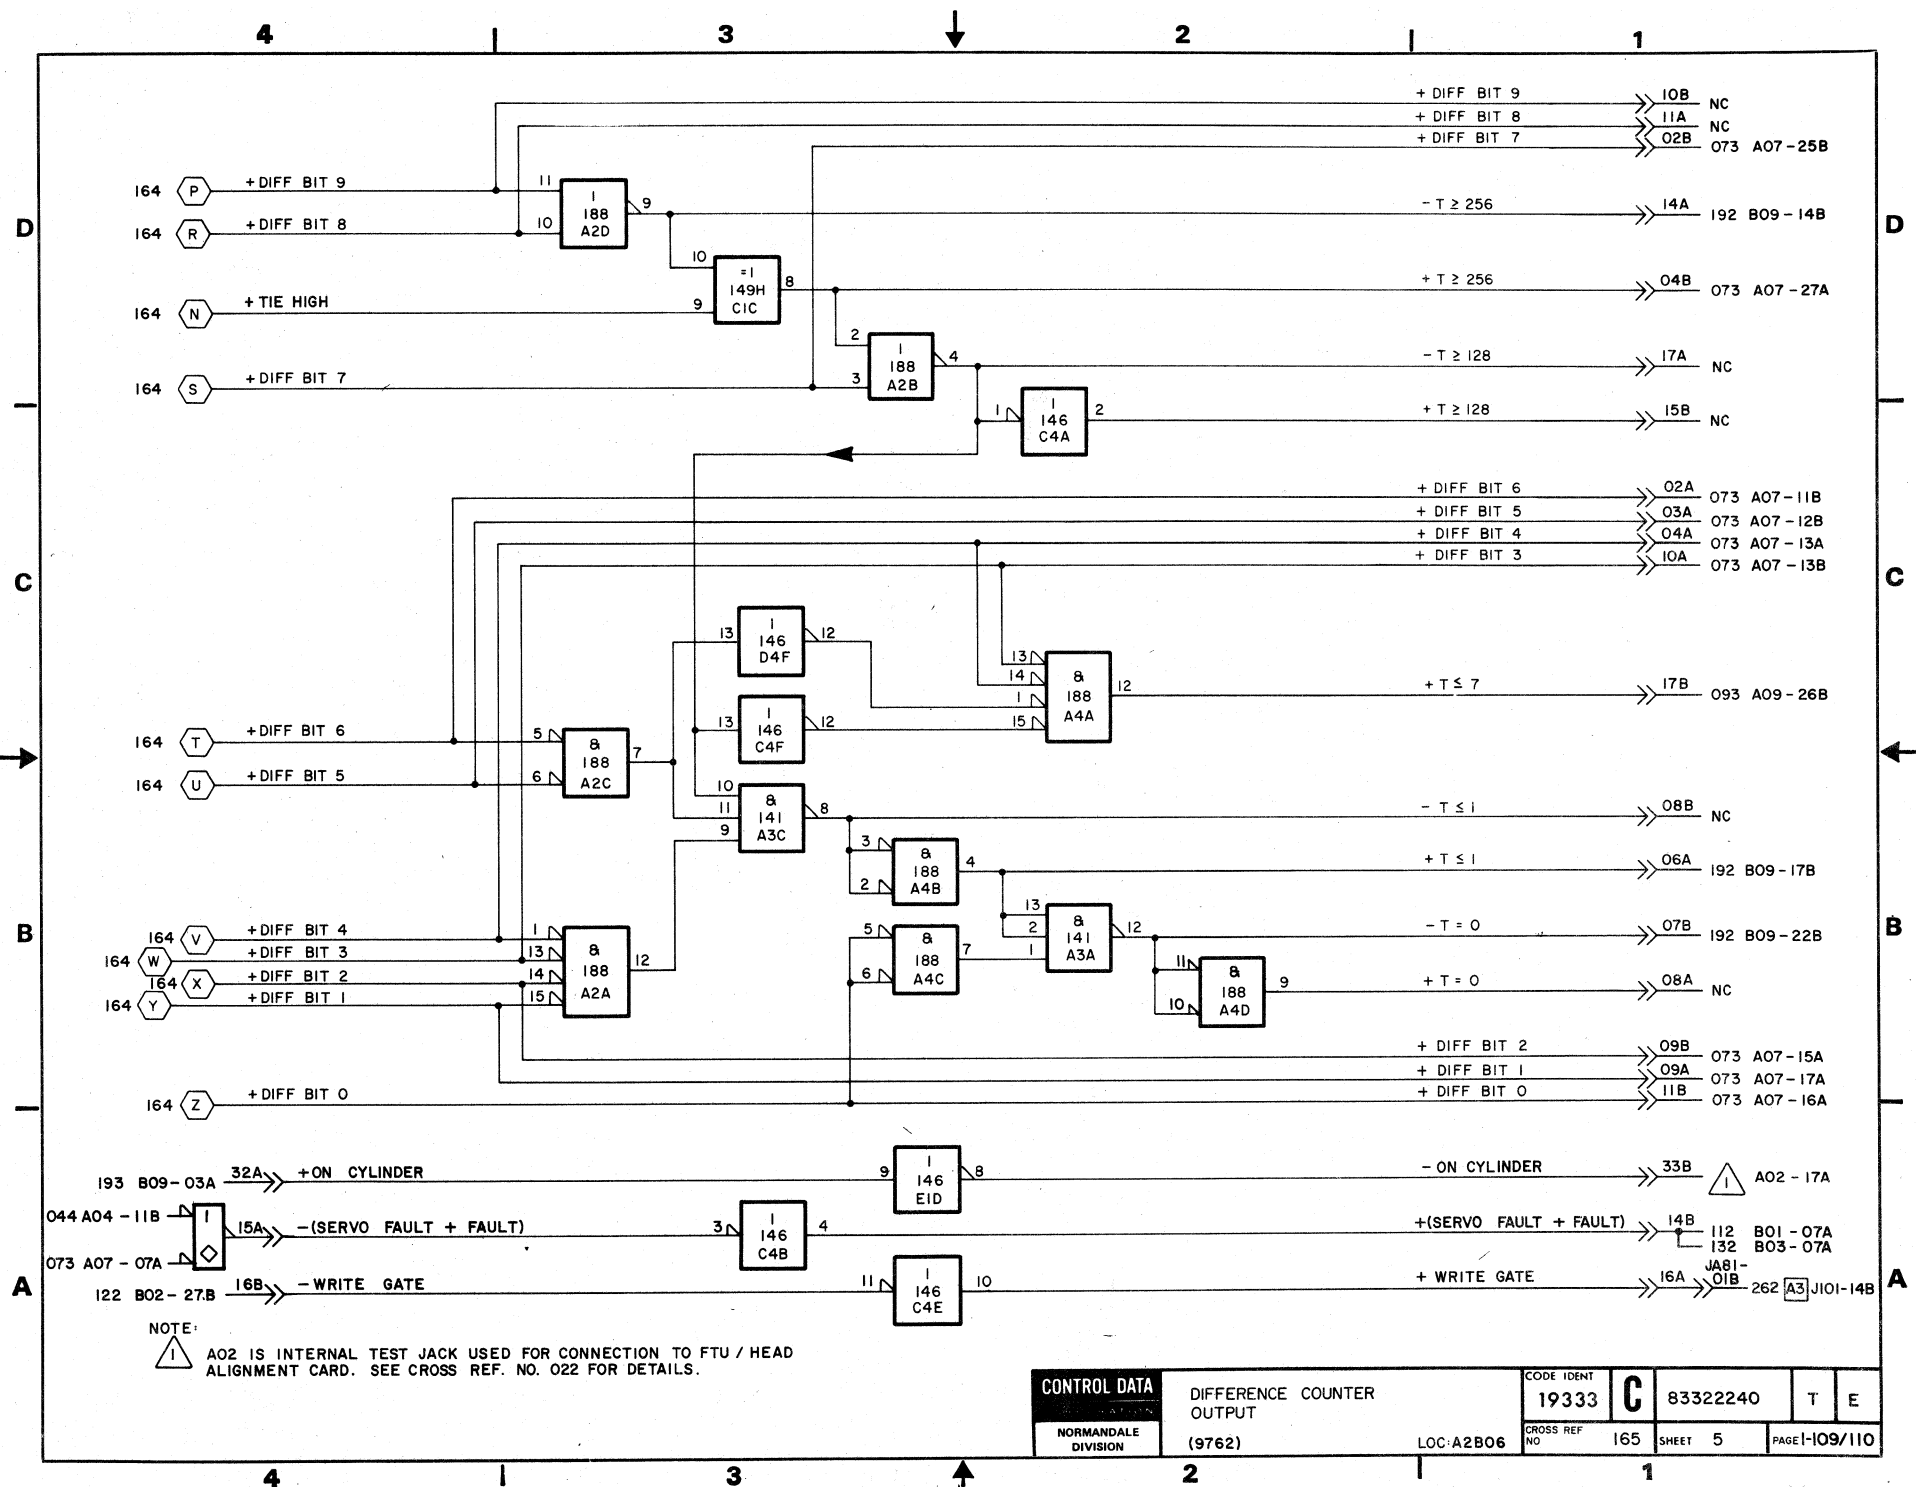 4 3 2 1
+ DIFF BIT 9 10B NC
+ DIFF BIT 8 11A NC
+ DIFF BIT 7 02B 073 A07-25B
164 P +DIFF BIT 9 11
1 188 A2D 9
D - T ≥ 256 14A 192 B09-14B D
164 R +DIFF BIT 8 10
10
=1 149H C1C 8
+ T ≥ 256 04B 073 A07-27A
164 N + TIE HIGH 9
2
1 188 A2B 4
- T ≥ 128 17A NC
164 S +DIFF BIT 7 3
1
1 146 C4A 2
+ T ≥ 128 15B NC
+ DIFF BIT 6 02A 073 A07-11B
+ DIFF BIT 5 03A 073 A07-12B
+ DIFF BIT 4 04A 073 A07-13A
+ DIFF BIT 3 10A 073 A07-13B
C C
13
1 146 D4F 12
13
14
1
15
& 188 A4A 12
+ T ≤ 7 17B 093 A09-26B
13
1 146 C4F 12
164 T +DIFF BIT 6 5
& 188 A2C 7
164 U +DIFF BIT 5 6
10
11
9
& 141 A3C 8
- T ≤ 1 08B NC
3
2
& 188 A4B 4
+ T ≤ 1 06A 192 B09-17B
13
2
1
& 141 A3A 12
B - T = 0 07B 192 B09-22B B
5
6
& 188 A4C 7
164 V +DIFF BIT 4 1
164 W +DIFF BIT 3 13
164 X +DIFF BIT 2 14
164 Y +DIFF BIT 1 15
& 188 A2A 12
11
10
& 188 A4D 9
+ T = 0 08A NC
+ DIFF BIT 2 09B 073 A07-15A
+ DIFF BIT 1 09A 073 A07-17A
164 Z +DIFF BIT 0 + DIFF BIT 0 11B 073 A07-16A
193 B09-03A 32A +ON CYLINDER 9
1 146 E1D 8
- ON CYLINDER 33B 1 A02-17A
044 A04-11B
1
15A -(SERVO FAULT + FAULT) 3
1 146 C4B 4
+(SERVO FAULT + FAULT) 14B 112 B01-07A
132 B03-07A
073 A07-07A
A A
122 B02-27B 16B -WRITE GATE 11
1 146 C4E 10
+ WRITE GATE 16A JA81-01B 262 A3 J101-14B
NOTE:
1 A02 IS INTERNAL TEST JACK USED FOR CONNECTION TO FTU / HEAD
ALIGNMENT CARD. SEE CROSS REF. NO. 022 FOR DETAILS.
CONTROL DATA
NORMANDALE
DIVISION
DIFFERENCE COUNTER
OUTPUT
(9762) LOC:A2B06
CODE IDENT
19333 C 83322240 T E
CROSS REF
NO 165 SHEET 5 PAGE 1-109/110
4 3 2 1